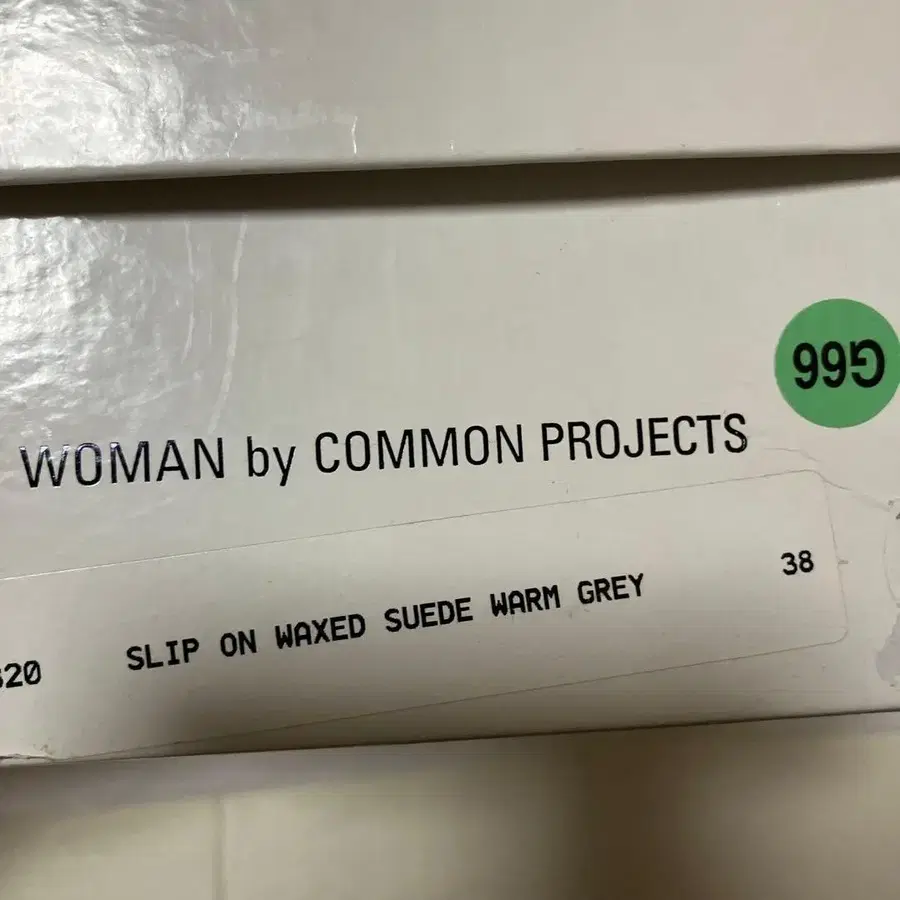 G66
WOMAN by COMMON PROJECTS
38
SLIP ON WAXED SUEDE WARM GREY